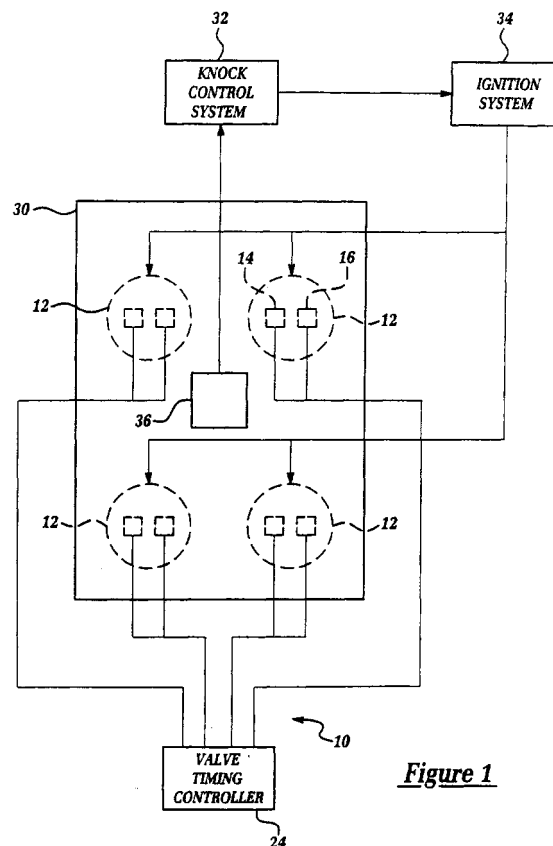 32
34
KNOCK
CONTROL
SYSTEM
IGNITION
SYSTEM
30
14
16
12
12
36
12
12
10
VALVE
TIMING
CONTROLLER
24
Figure 1